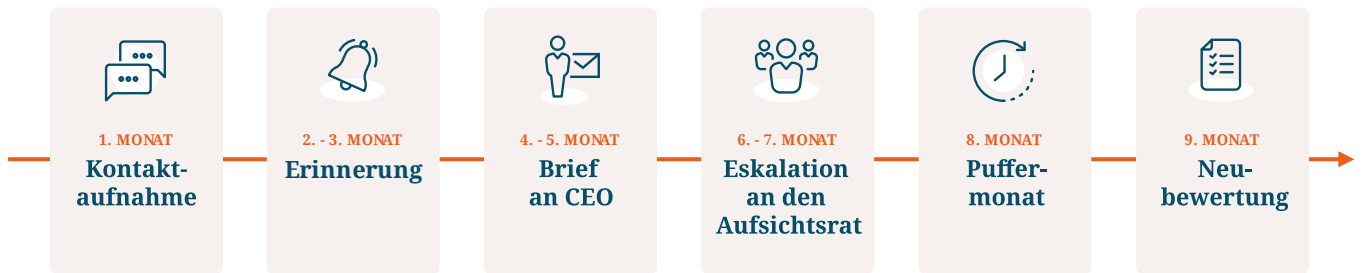 1. MONAT
Kontakt-
aufnahme
2. - 3. MONAT
Erinnerung
4. - 5. MONAT
Brief
an CEO
6. - 7. MONAT
Eskalation
an den
Aufsichtsrat
8. MONAT
Puffer-
monat
9. MONAT
Neu-
bewertung